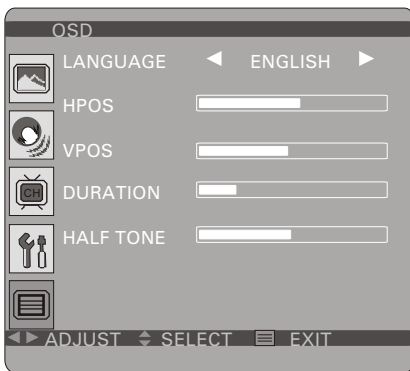 OSD
LANGUAGE ENGLISH
HPOS
VPOS
DURATION
CH
HALF TONE
ADJUST SELECT EXIT